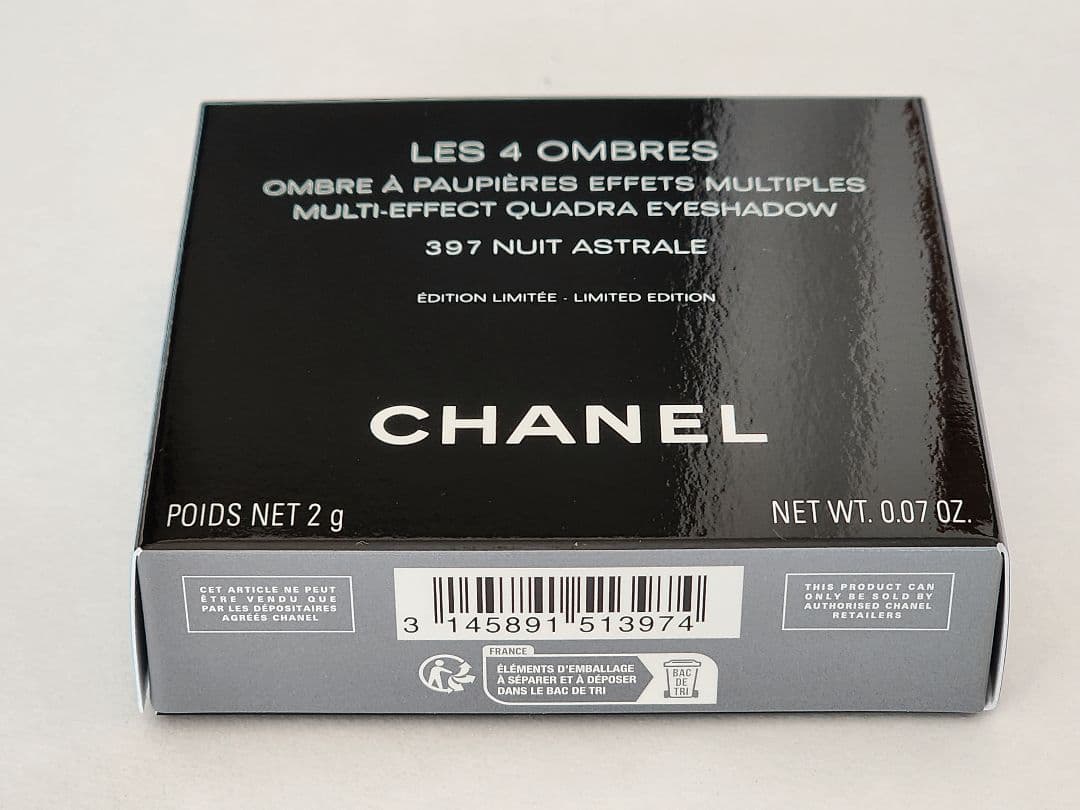 LES 4 OMBRES
OMBRE À PAUPIÈRES EFFETS MULTIPLES
MULTI-EFFECT QUADRA EYESHADOW
397 NUIT ASTRALE
ÉDITION LIMITÉE - LIMITED EDITION
CHANEL
POIDS NET 2 g
NET WT. 0.07 OZ.
CET ARTICLE NE PEUT
ÊTRE VENDU QUE
PAR LES DÉPOSITAIRES
AGRÉÉS CHANEL
3 145891 513974
THIS PRODUCT CAN
ONLY BE SOLD BY
AUTHORISED CHANEL
RETAILERS
FRANCE
ÉLÉMENTS D'EMBALLAGE
À SÉPARER ET À DÉPOSER
DANS LE BAC DE TRI
BAC
DE
TRI